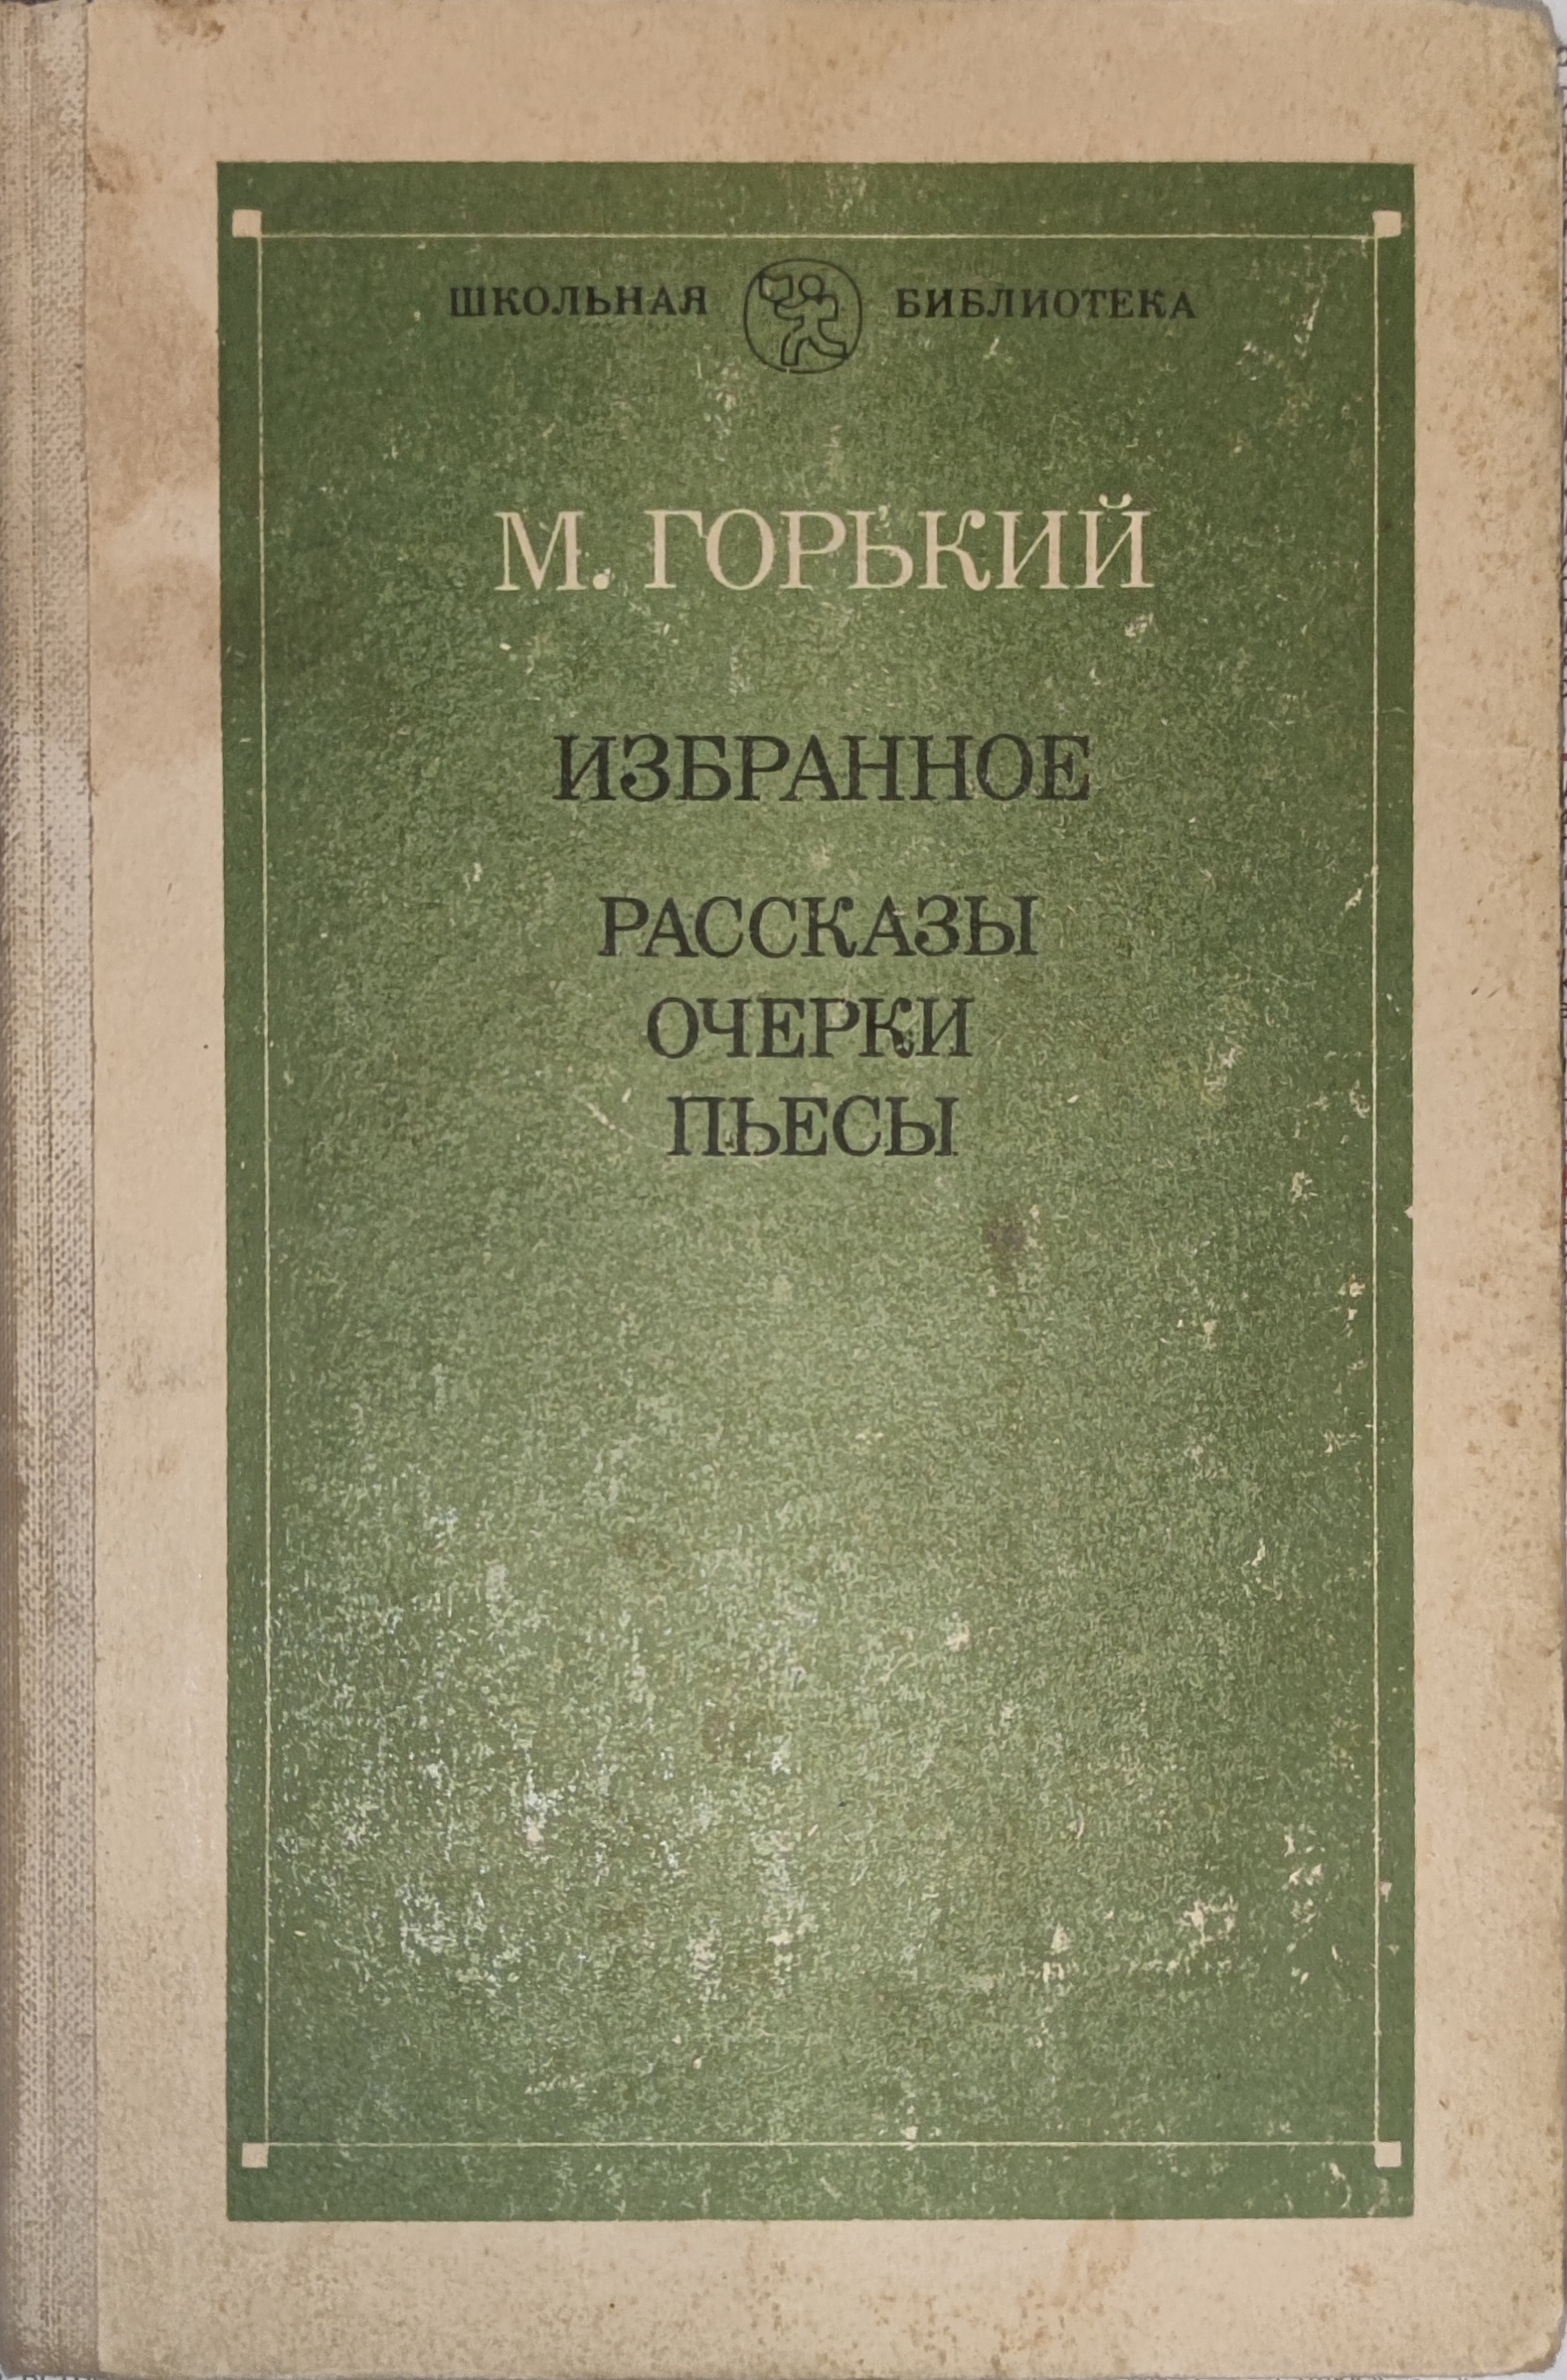 ШКОЛЬНАЯ БИБЛИОТЕКА
М. ГОРЬКИЙ
ИЗБРАННОЕ
РАССКАЗЫ
ОЧЕРКИ
ПЬЕСЫ